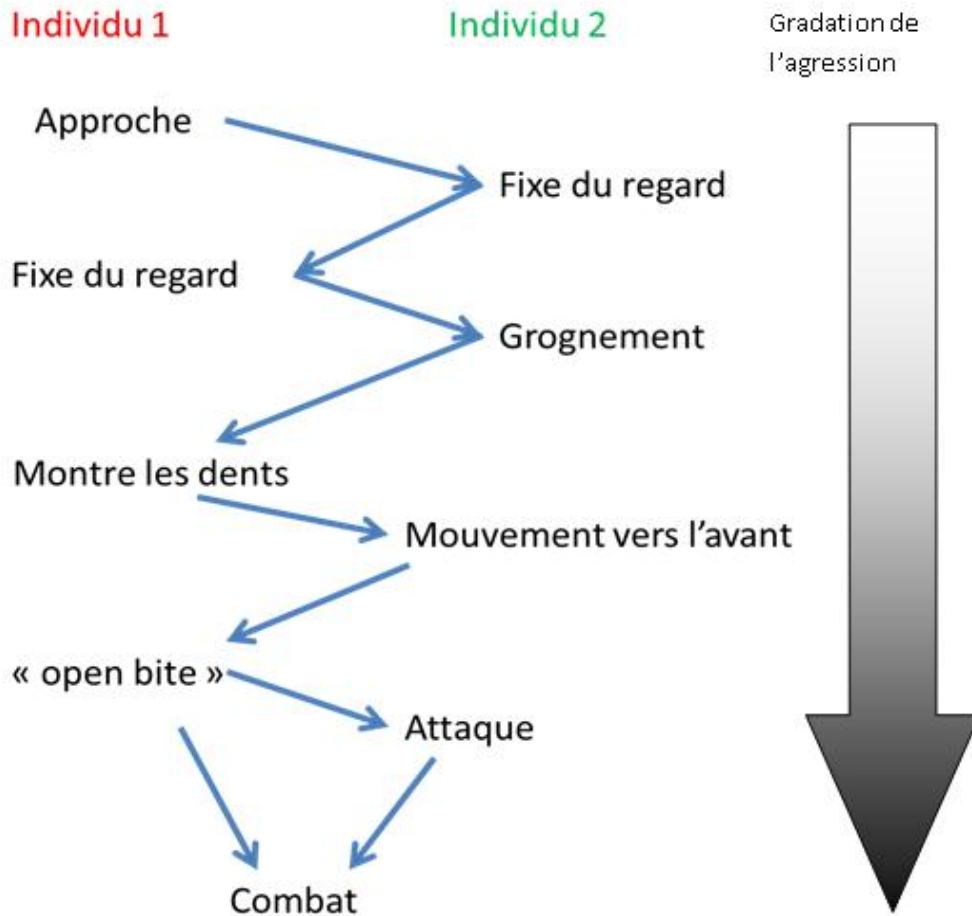 Individu 1
Individu 2
Gradation de
l'agression
Approche
Fixe du regard
Fixe du regard
Grognement
Montre les dents
Mouvement vers l'avant
« open bite »
Attaque
Combat